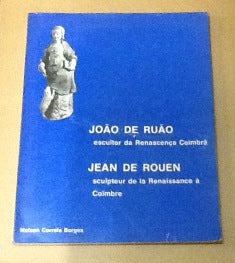 JOÃO DE RUÃO
escultor da Renascença Coimbrã
JEAN DE ROUEN
sculpteur de la Renaissance à
Coimbre
Nelson Correia Borges